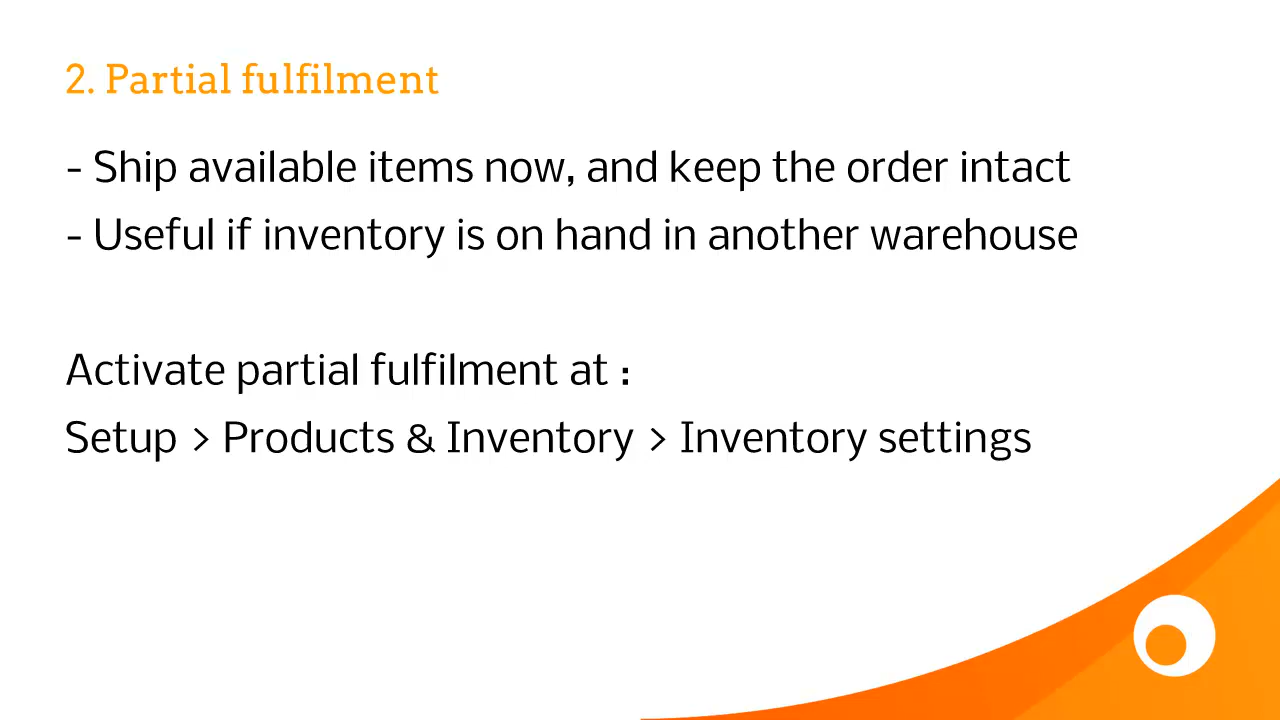 2. Partial fulfilment
- Ship available items now, and keep the order intact
- Useful if inventory is on hand in another warehouse
Activate partial fulfilment at :
Setup > Products & Inventory > Inventory settings